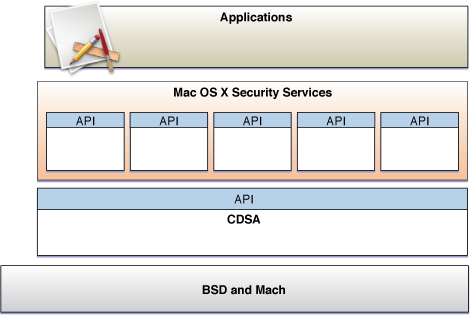 Applications
Mac OS X Security Services
API API API API API
API
CDSA
BSD and Mach